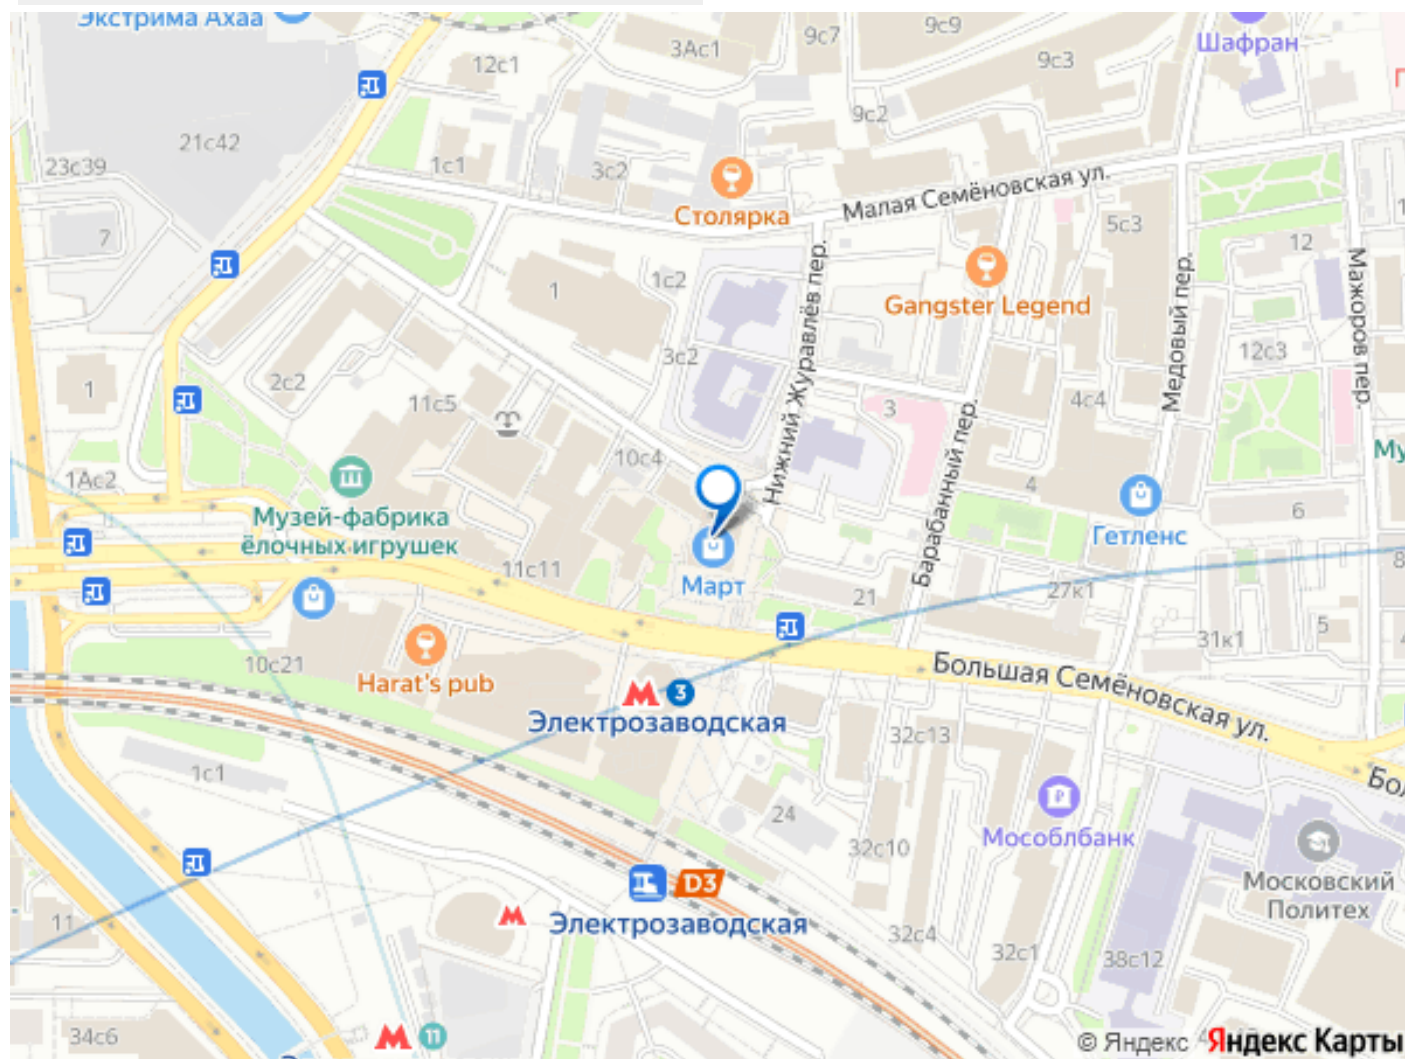 Экстрима Ахаа
9с7
9с9
Шафран
3Ас1
12с1
9с3
9с2
21с42
23с39
1с1
3с2
Столярка
Малая Семёновская ул.
5с3
7
12
1с2
1
Gangster Legend
Нижний Журавлёв пер.
Медовый пер.
Мажоров пер.
3с2
12с3
1
2с2
11с5
3
4с4
Барабанный пер.
10с4
1Ас2
4
6
Му
Музей-фабрика
ёлочных игрушек
Гетленс
11с11
Март
21
27к1
8
5
31к1
10с21
Harat's pub
Большая Семёновская ул.
3
Электрозаводская
32с13
1с1
Бол
24
Мособлбанк
32с10
D3
Московский
Политех
11
Электрозаводская
32с4
32с1
38с12
34с6
11
© Яндекс
Яндекс Карты